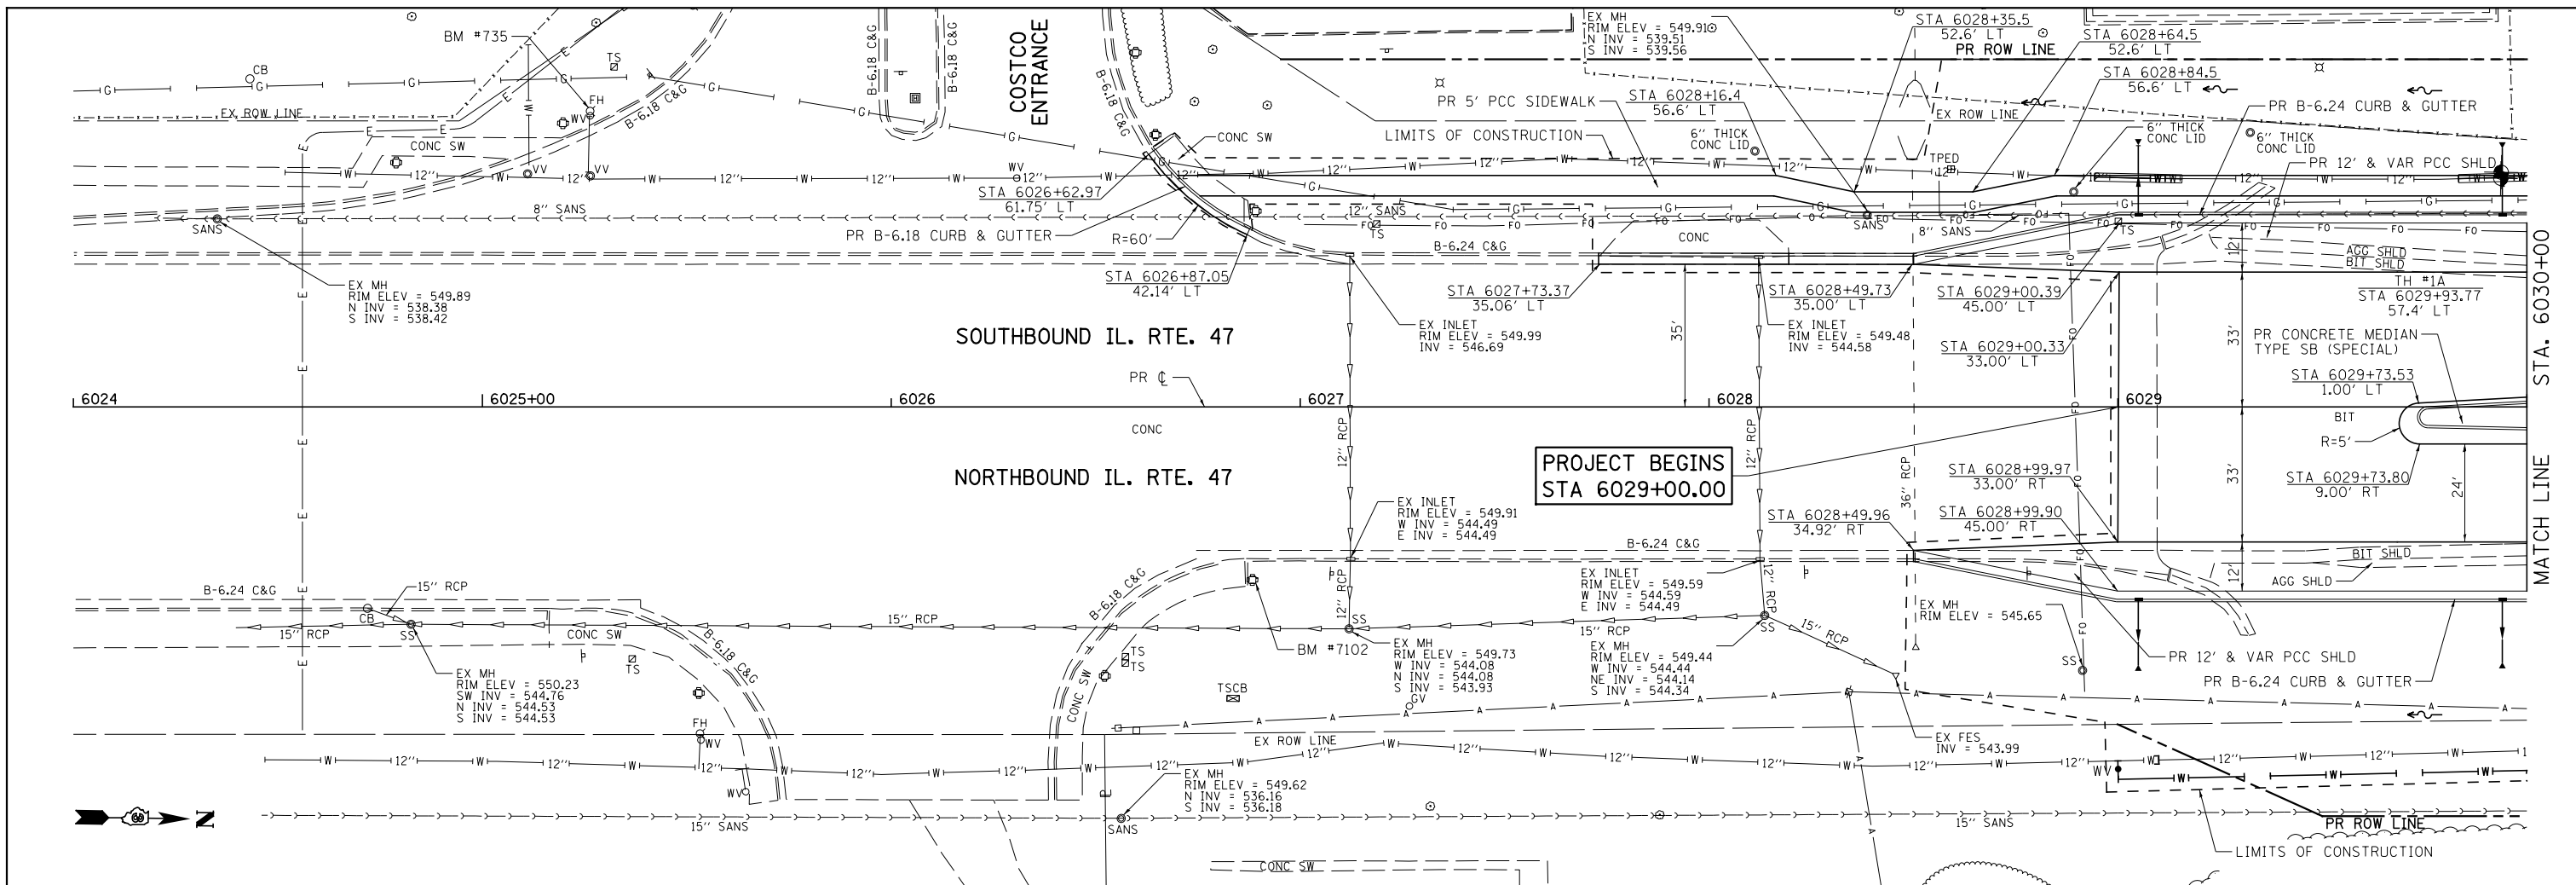 BM #735
TS
CB
G
EX ROW LINE
FH
WV
B-6.18 C&G
CONC SW
VV
VV
8" SANS
SANS
EX MH
RIM ELEV = 549.89
N INV = 538.38
S INV = 538.42
B-6.18 C&G
B-6.18 C&G
COSTCO
ENTRANCE
B-6.18 C&G
CONC SW
WV
12"
STA 6026+62.97
61.75' LT
PR B-6.18 CURB & GUTTER
R=60'
STA 6026+87.05
42.14' LT
EX MH
RIM ELEV = 549.91
N INV = 539.51
S INV = 539.56
STA 6028+35.5
52.6' LT
STA 6028+64.5
52.6' LT
PR ROW LINE
STA 6028+84.5
56.6' LT
PR 5' PCC SIDEWALK
STA 6028+16.4
56.6' LT
PR B-6.24 CURB & GUTTER
LIMITS OF CONSTRUCTION
EX ROW LINE
6" THICK
CONC LID
6" THICK
CONC LID
6" THICK
CONC LID
TPED
PR 12' & VAR PCC SHLD
12" SANS
TS
SANS
8" SANS
TS
B-6.24 C&G
CONC
12'
AGG SHLD
BIT SHLD
STA 6027+73.37
35.06' LT
STA 6028+49.73
35.00' LT
STA 6029+00.39
45.00' LT
TH #1A
STA 6029+93.77
57.4' LT
EX INLET
RIM ELEV = 549.99
INV = 546.69
EX INLET
RIM ELEV = 549.48
INV = 544.58
35'
STA 6029+00.33
33.00' LT
33'
PR CONCRETE MEDIAN
TYPE SB (SPECIAL)
STA 6029+73.53
1.00' LT
SOUTHBOUND IL. RTE. 47
PR ℄
6024
6025+00
6026
6027
6028
6029
MATCH LINE STA. 6030+00
CONC
BIT
R=5'
NORTHBOUND IL. RTE. 47
PROJECT BEGINS
STA 6029+00.00
12" RCP
12" RCP
36" RCP
STA 6028+99.97
33.00' RT
33'
STA 6029+73.80
9.00' RT
24'
EX INLET
RIM ELEV = 549.91
W INV = 544.49
E INV = 544.49
STA 6028+49.96
34.92' RT
STA 6028+99.90
45.00' RT
B-6.24 C&G
BIT SHLD
12'
AGG SHLD
EX INLET
RIM ELEV = 549.59
W INV = 544.59
E INV = 544.49
B-6.24 C&G
15" RCP
CB
SS
15" RCP
CONC SW
B-6.18 C&G
15" RCP
B-6.18 C&G
CONC SW
12" RCP
SS
12" RCP
15" RCP
SS
15" RCP
EX MH
RIM ELEV = 545.65
SS
BM #7102
TS
TS
TS
EX MH
RIM ELEV = 549.73
W INV = 544.08
N INV = 544.08
S INV = 543.93
EX MH
RIM ELEV = 549.44
W INV = 544.44
NE INV = 544.14
S INV = 544.34
PR 12' & VAR PCC SHLD
PR B-6.24 CURB & GUTTER
EX MH
RIM ELEV = 550.23
SW INV = 544.76
N INV = 544.53
S INV = 544.53
FH
WV
TSCB
GV
EX ROW LINE
EX FES
INV = 543.99
WV
WV
EX MH
RIM ELEV = 549.62
N INV = 536.16
S INV = 536.18
N
15" SANS
SANS
15" SANS
PR ROW LINE
LIMITS OF CONSTRUCTION
CONC SW